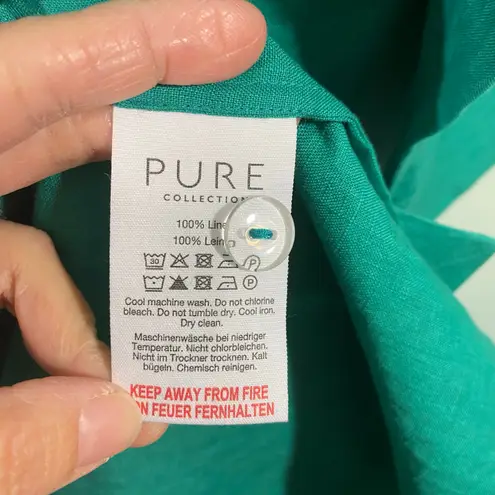 PURE
COLLECTION
100% Line
100% Lein
30
P
P
Cool machine wash. Do not chlorine
bleach. Do not tumble dry. Cool iron.
Dry clean.
Maschinenwäsche bei niedriger
Temperatur. Nicht chlorbleichen.
Nicht im Trockner trocknen. Kalt
bügeln. Chemisch reinigen.
KEEP AWAY FROM FIRE
ON FEUER FERNHALTEN